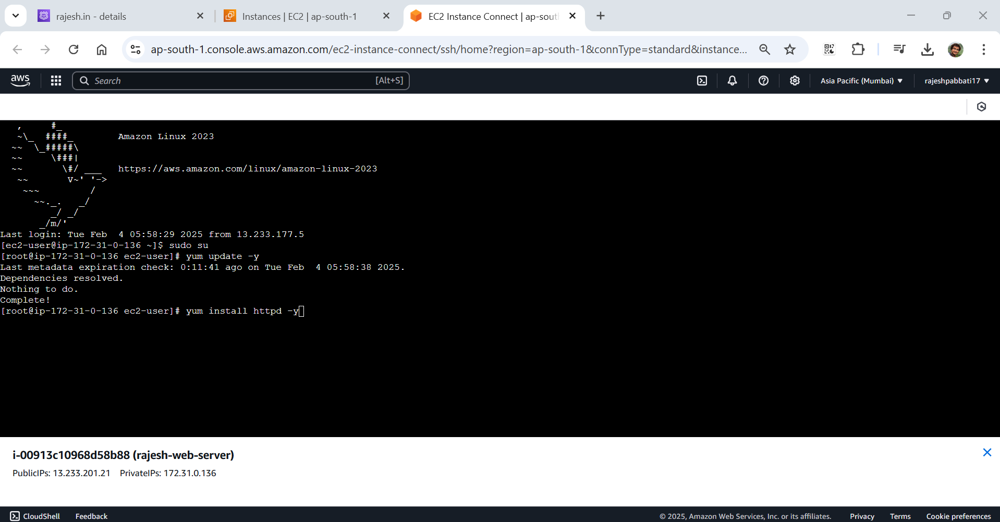 rajesh.in - details
Instances | EC2 | ap-south-1
EC2 Instance Connect | ap-sout
ap-south-1.console.aws.amazon.com/ec2-instance-connect/ssh/home?region=ap-south-1&connType=standard&instance...
aws
Search [Alt+S]
Asia Pacific (Mumbai)
rajeshpabbati17
   ,     #_
   ~\_  ####_        Amazon Linux 2023
  ~~  \_#####\
  ~~     \###|
  ~~       \#/ ___   https://aws.amazon.com/linux/amazon-linux-2023
   ~~       V~' '->
    ~~~         /
      ~~._.   _/
         _/ _/
       _/m/'
Last login: Tue Feb  4 05:58:29 2025 from 13.233.177.5
[ec2-user@ip-172-31-0-136 ~]$ sudo su
[root@ip-172-31-0-136 ec2-user]# yum update -y
Last metadata expiration check: 0:11:41 ago on Tue Feb  4 05:58:38 2025.
Dependencies resolved.
Nothing to do.
Complete!
[root@ip-172-31-0-136 ec2-user]# yum install httpd -y
i-00913c10968d58b88 (rajesh-web-server)
PublicIPs: 13.233.201.21 PrivateIPs: 172.31.0.136
CloudShell Feedback © 2025, Amazon Web Services, Inc. or its affiliates. Privacy Terms Cookie preferences